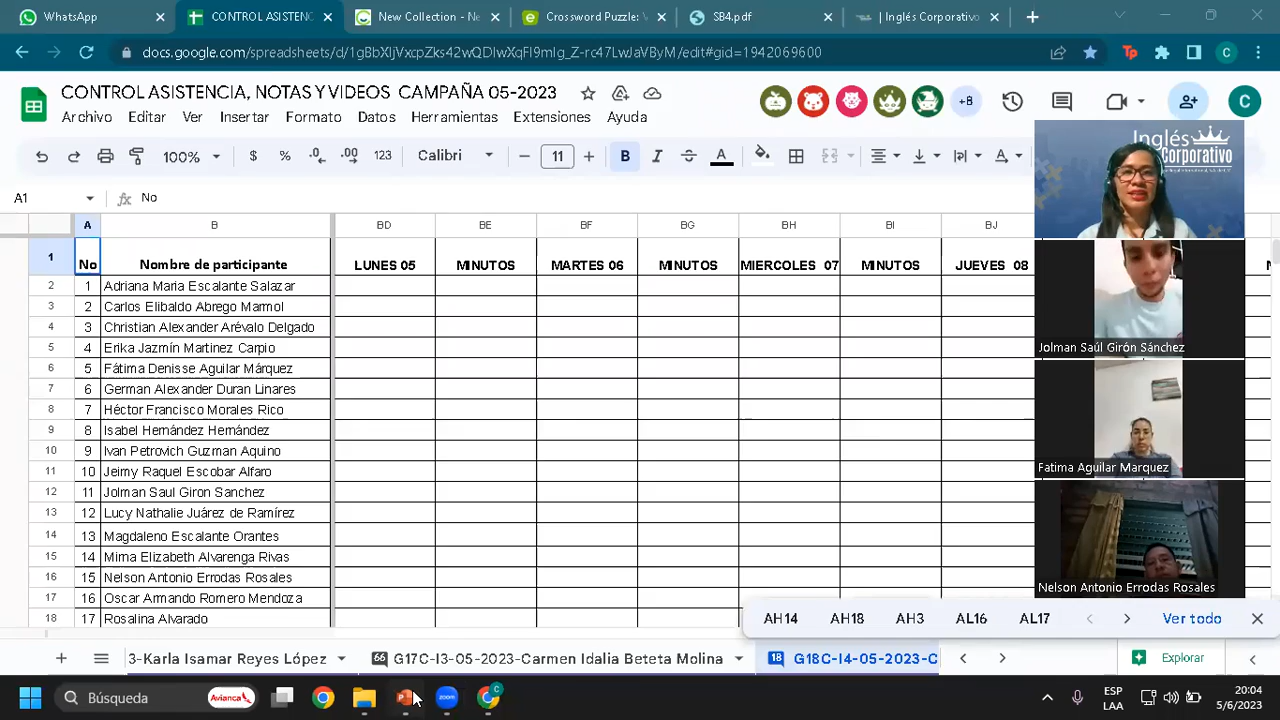 WhatsApp
CONTROL ASISTENC
New Collection - Ne
Crossword Puzzle: V
SB4.pdf
| Inglés Corporativo
docs.google.com/spreadsheets/d/1gBbXIjVxcpZks42wQDIwXqFI9mIg_Z-rc47LwJaVByM/edit#gid=1942069600
CONTROL ASISTENCIA, NOTAS Y VIDEOS CAMPAÑA 05-2023
Archivo Editar Ver Insertar Formato Datos Herramientas Extensiones Ayuda
+8
C
100% $ % .0 .00 123 Calibri 11 B I A
A1 fx No
Inglés
Corporativo
A B BD BE BF BG BH BI BJ
1 No Nombre de participante LUNES 05 MINUTOS MARTES 06 MINUTOS MIERCOLES 07 MINUTOS JUEVES 08
2 1 Adriana Maria Escalante Salazar
3 2 Carlos Elibaldo Abrego Marmol
4 3 Christian Alexander Arévalo Delgado
5 4 Erika Jazmín Martinez Carpio
6 5 Fátima Denisse Aguilar Márquez
7 6 German Alexander Duran Linares
8 7 Héctor Francisco Morales Rico
9 8 Isabel Hernández Hernández
10 9 Ivan Petrovich Guzman Aquino
11 10 Jeimy Raquel Escobar Alfaro
12 11 Jolman Saul Giron Sanchez
13 12 Lucy Nathalie Juárez de Ramírez
14 13 Magdaleno Escalante Orantes
15 14 Mirna Elizabeth Alvarenga Rivas
16 15 Nelson Antonio Errodas Rosales
17 16 Oscar Armando Romero Mendoza
18 17 Rosalina Alvarado
Jolman Saúl Girón Sánchez
Fatima Aguilar Marquez
Nelson Antonio Errodas Rosales
AH14 AH18 AH3 AL16 AL17 Ver todo
3-Karla Isamar Reyes López
66 G17C-I3-05-2023-Carmen Idalia Beteta Molina
18 G18C-I4-05-2023-C
Explorar
Búsqueda
Avianca
zoom
ESP
LAA
20:04
5/6/2023